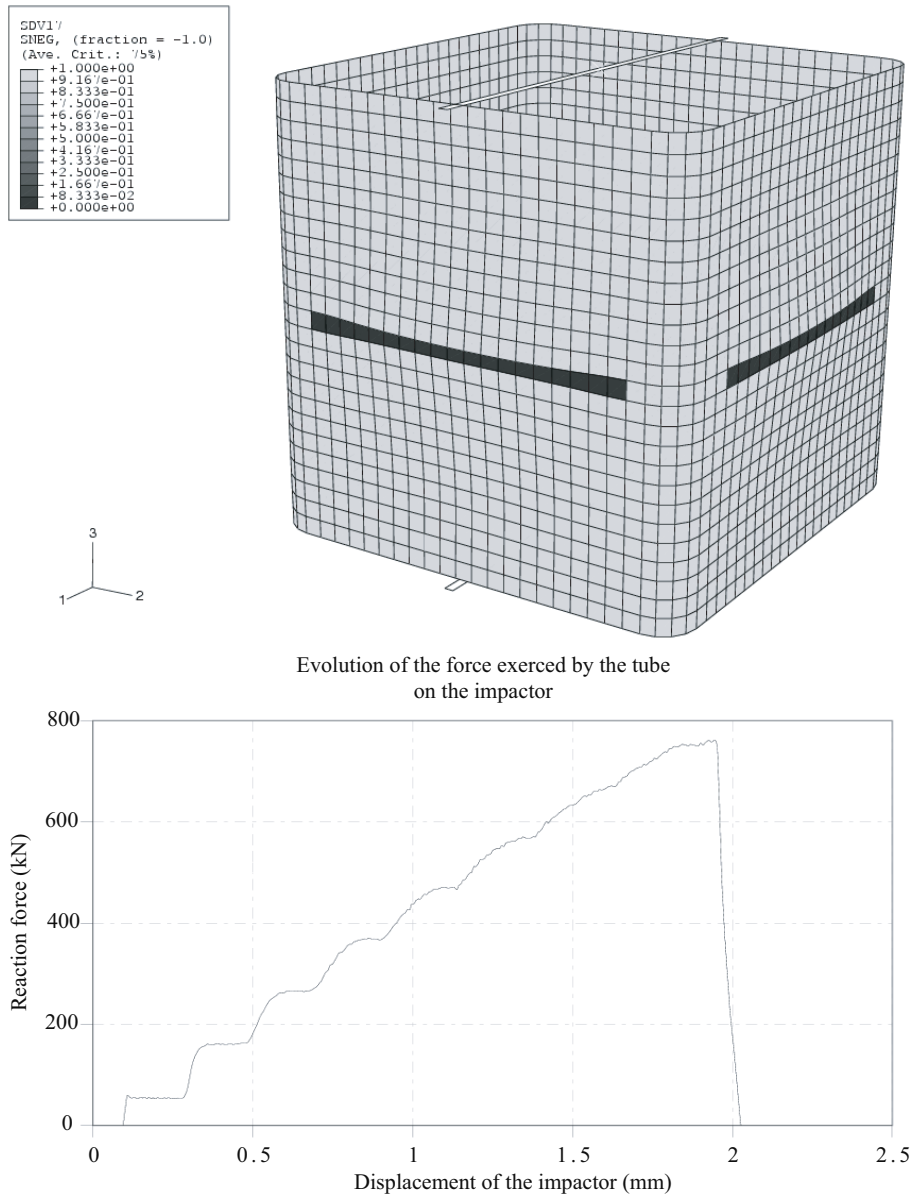 SDV17
SNEG, (fraction = -1.0)
(Ave. Crit.: 75%)
+1.000e+00
+9.167e-01
+8.333e-01
+7.500e-01
+6.667e-01
+5.833e-01
+5.000e-01
+4.167e-01
+3.333e-01
+2.500e-01
+1.667e-01
+8.333e-02
+0.000e+00
3
1
2
Evolution of the force exerced by the tube
on the impactor
800
600
400
200
0
Reaction force (kN)
0 0.5 1 1.5 2 2.5
Displacement of the impactor (mm)